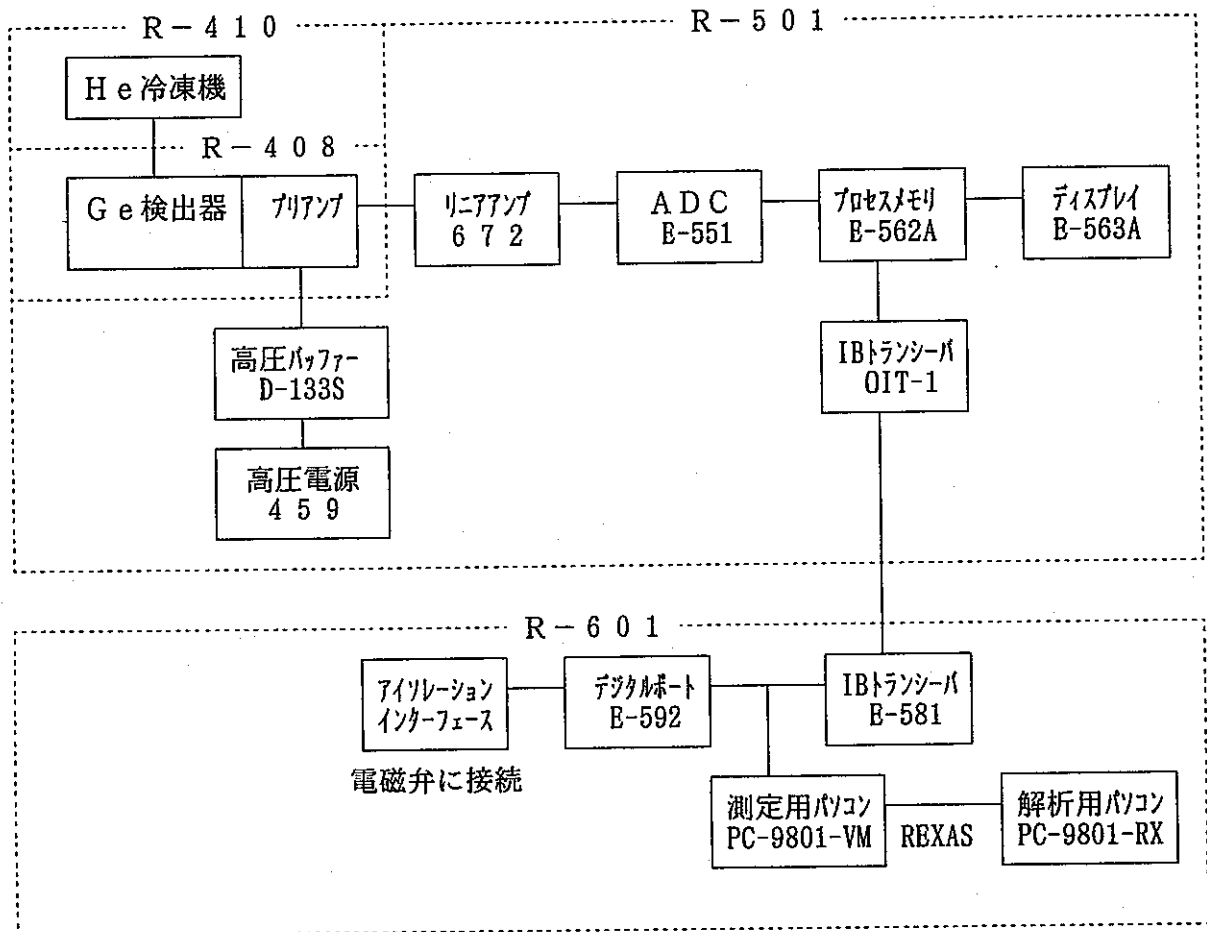 R－410
R－501
He冷凍機
R－408
Ge検出器
プリアンプ
リニアアンプ
672
ADC
E-551
プロセスメモリ
E-562A
ディスプレイ
E-563A
高圧バッファー
D-133S
IBトランシーバ
OIT-1
高圧電源
459
R－601
アイソレーション
インターフェース
デジタルポート
E-592
IBトランシーバ
E-581
電磁弁に接続
測定用パソコン
PC-9801-VM
REXAS
解析用パソコン
PC-9801-RX